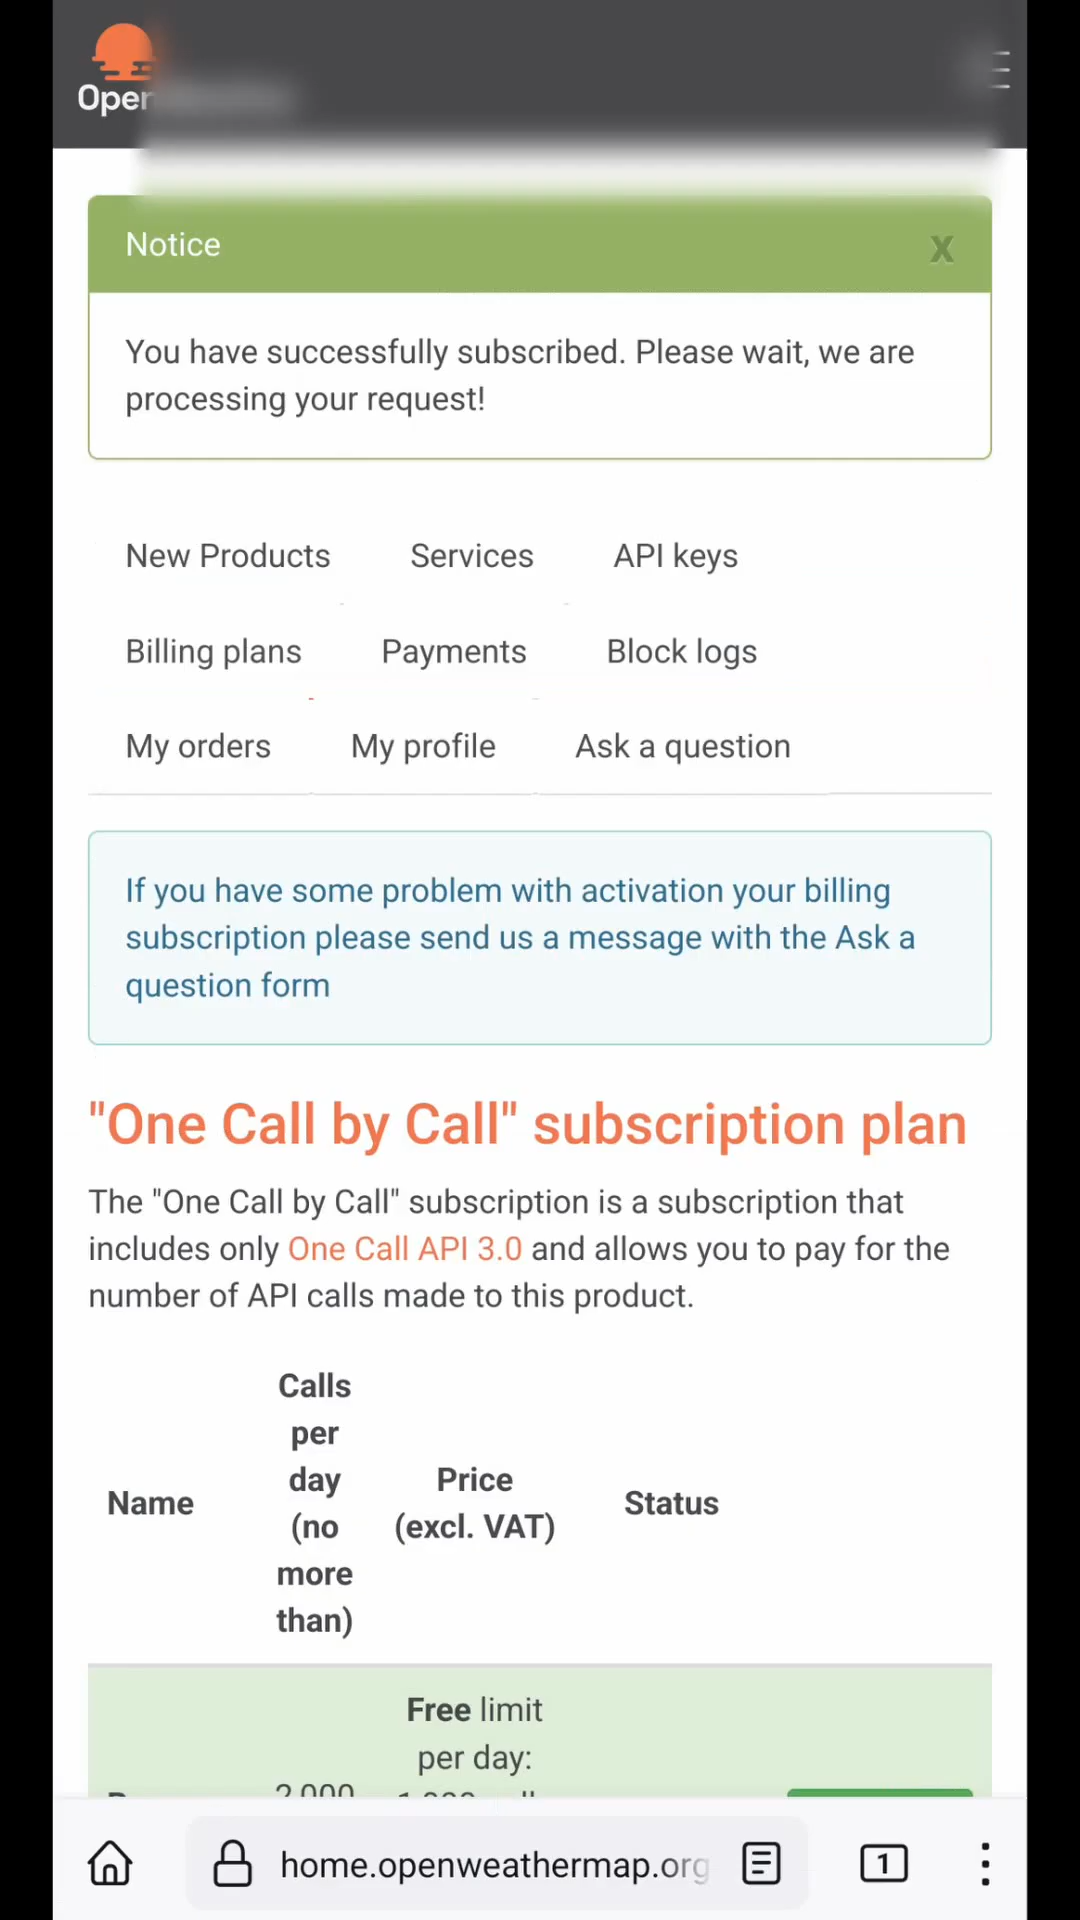 Open
Notice
X
You have successfully subscribed. Please wait, we are
processing your request!
New Products Services API keys
Billing plans Payments Block logs
My orders My profile Ask a question
If you have some problem with activation your billing
subscription please send us a message with the Ask a
question form
"One Call by Call" subscription plan
The "One Call by Call" subscription is a subscription that
includes only One Call API 3.0 and allows you to pay for the
number of API calls made to this product.
Calls
per
day
(no
more
than)
Name
Price
(excl. VAT)
Status
Free limit
per day:
2,000
home.openweathermap.org
1